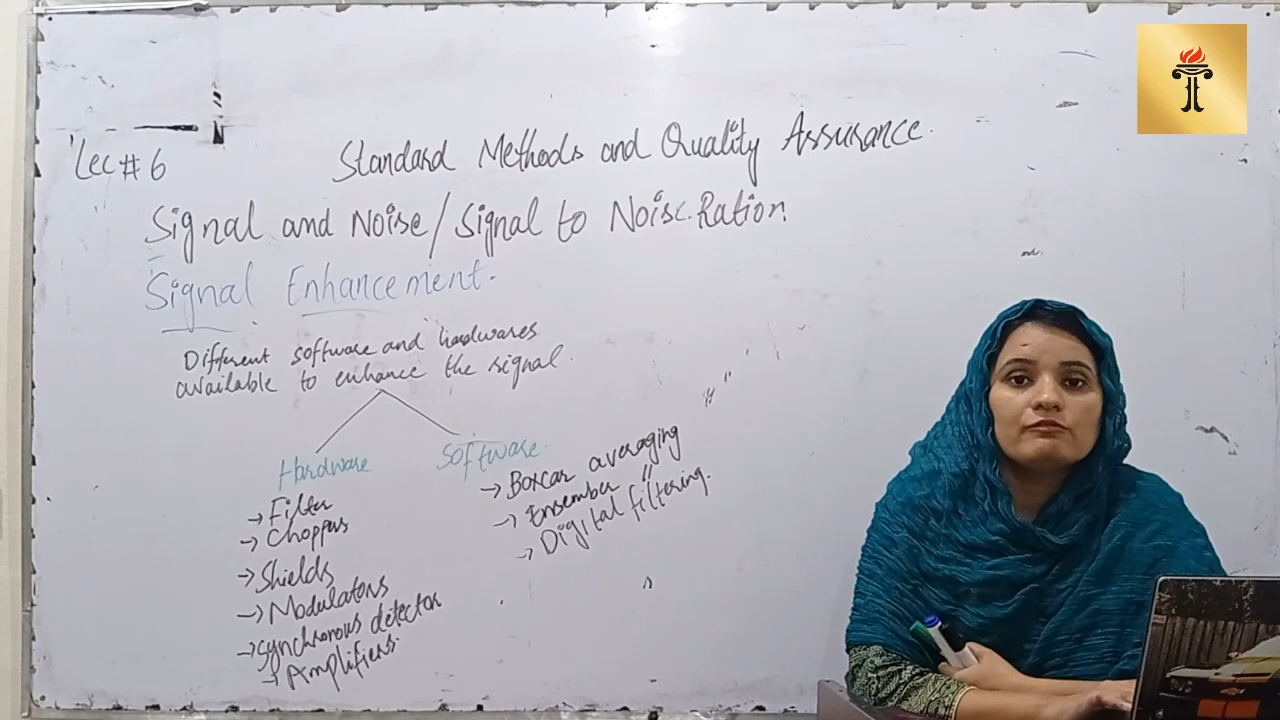 Lec # 6
Standard Methods and Quality Assurance.
Signal and Noise / Signal to Noise Ration
Signal Enhancement.
Different software and hardwares
available to enhance the signal.
Hardware
→ Filter
→ Choppers
→ Shields
→ Modulators
→ synchronous detector
→ Amplifiers
Software
→ Boxcar averaging
→ Ensember "
→ Digital filtering.